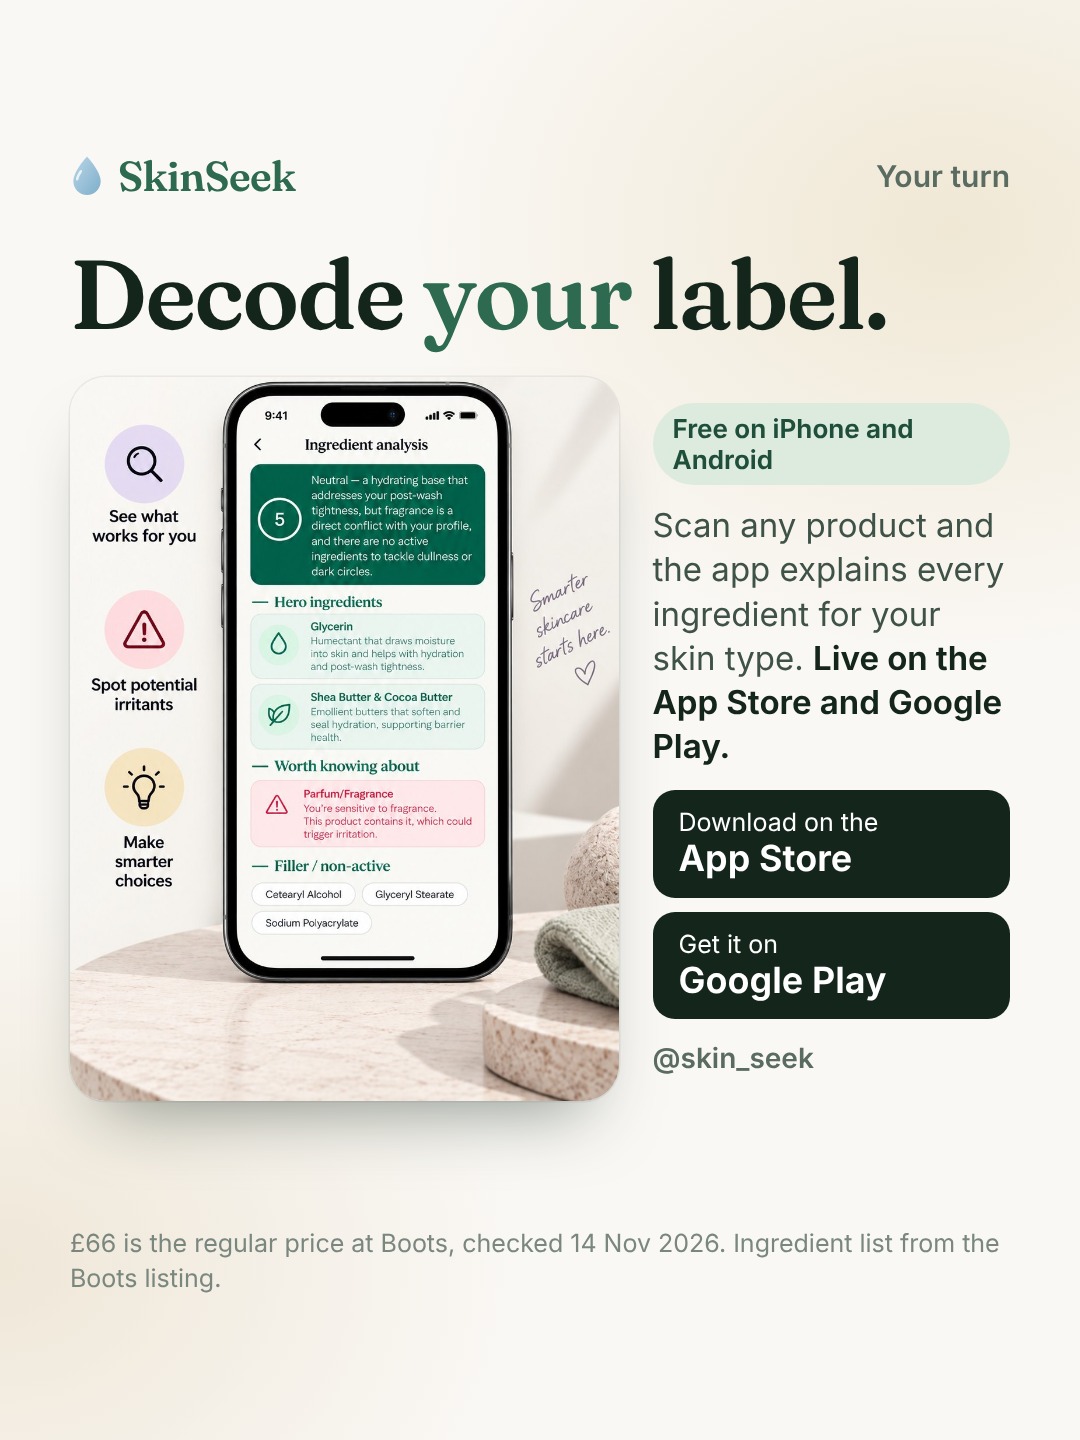 SkinSeek
Your turn
Decode your label.
See what
works for you
Spot potential
irritants
Make
smarter
choices
9:41
Ingredient analysis
5
Neutral — a hydrating base that
addresses your post-wash
tightness, but fragrance is a
direct conflict with your profile,
and there are no active
ingredients to tackle dullness or
dark circles.
Hero ingredients
Glycerin
Humectant that draws moisture
into skin and helps with hydration
and post-wash tightness.
Shea Butter & Cocoa Butter
Emollient butters that soften and
seal hydration, supporting barrier
health.
Worth knowing about
Parfum/Fragrance
You're sensitive to fragrance.
This product contains it, which could
trigger irritation.
Filler / non-active
Cetearyl Alcohol
Glyceryl Stearate
Sodium Polyacrylate
Smarter
skincare
starts here.
Free on iPhone and
Android
Scan any product and
the app explains every
ingredient for your
skin type. Live on the
App Store and Google
Play.
Download on the
App Store
Get it on
Google Play
@skin_seek
£66 is the regular price at Boots, checked 14 Nov 2026. Ingredient list from the
Boots listing.